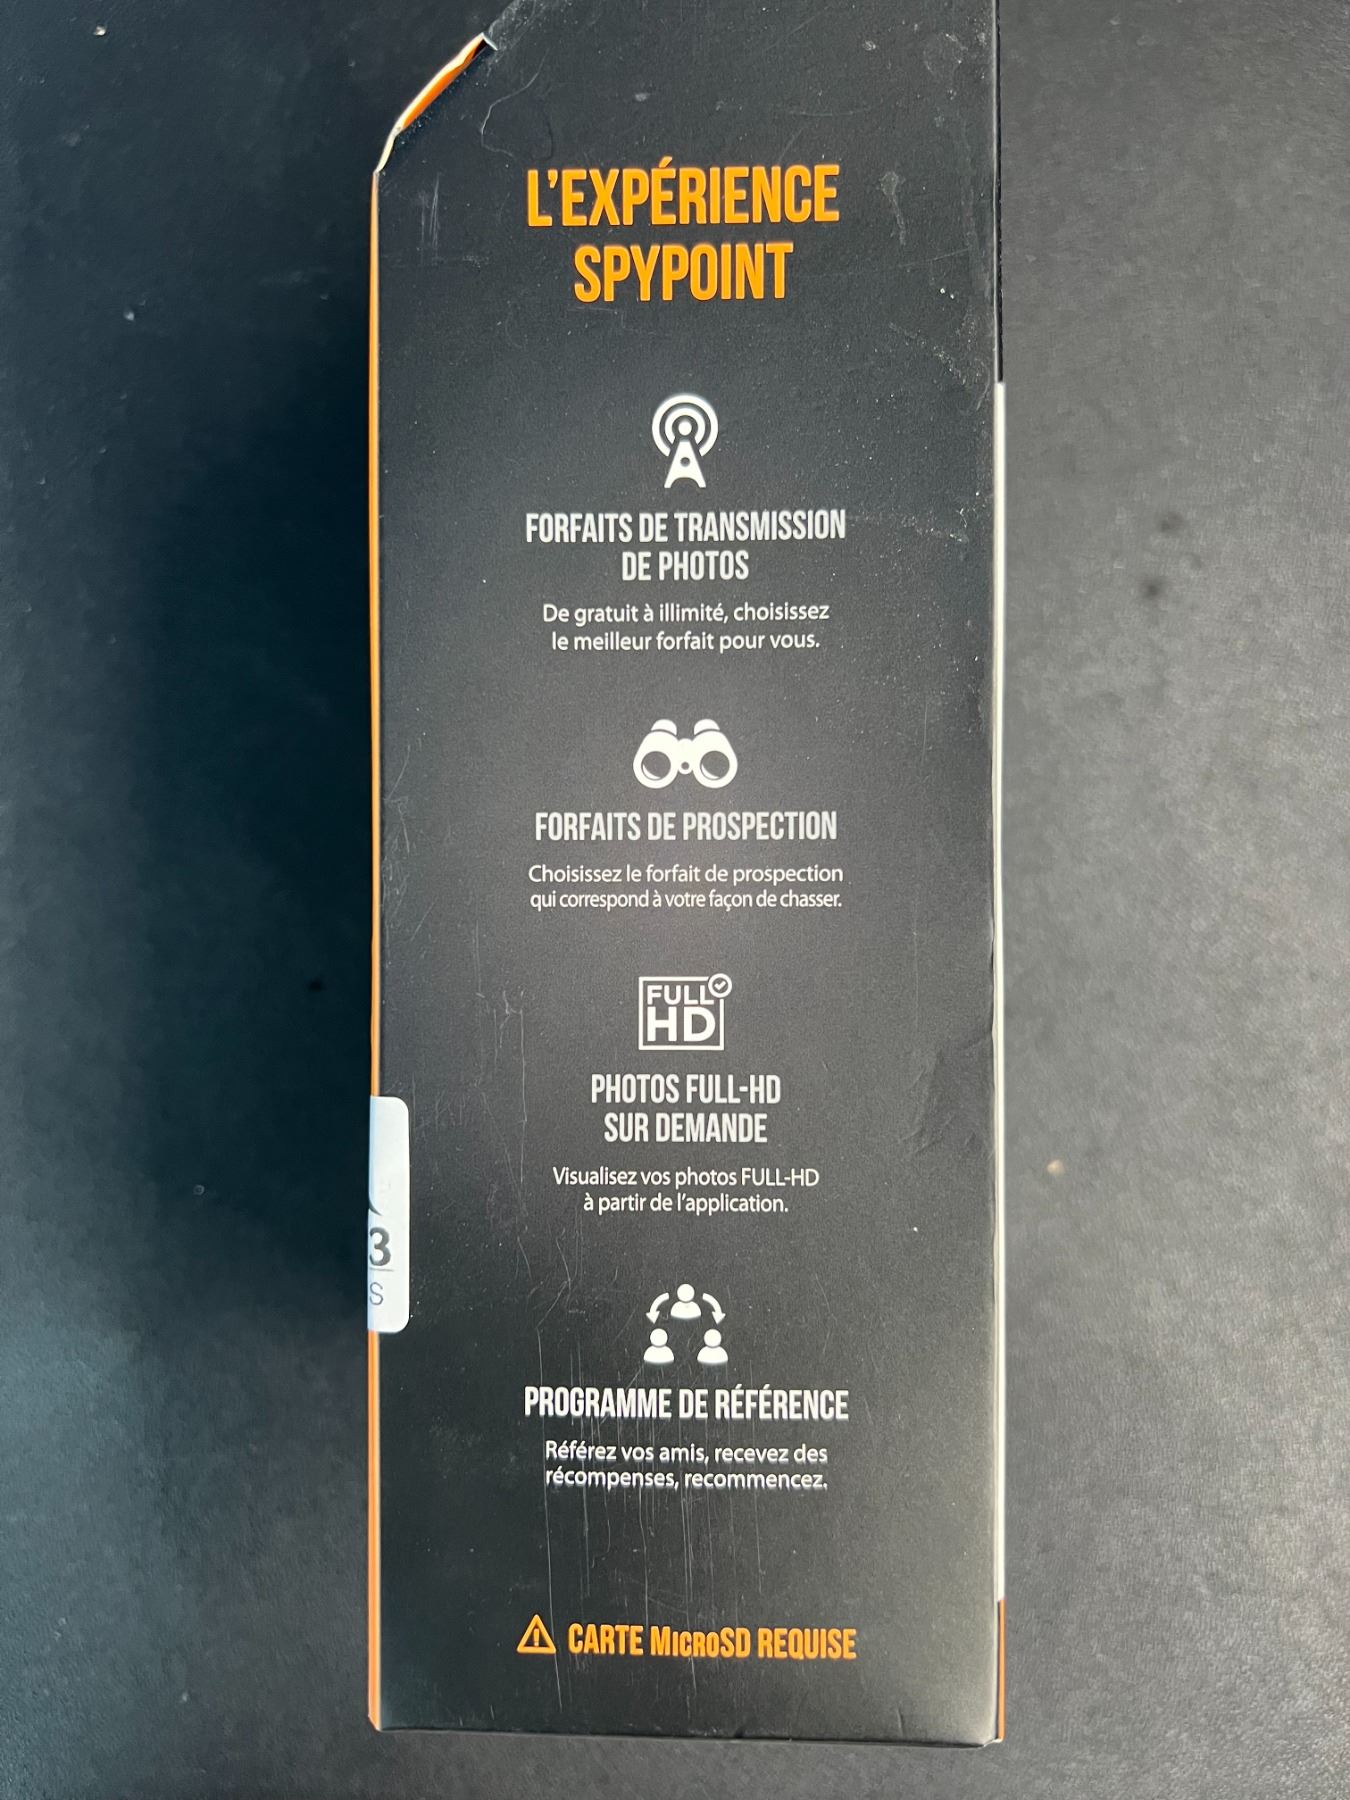 L'EXPÉRIENCE
SPYPOINT
FORFAITS DE TRANSMISSION
DE PHOTOS
De gratuit à illimité, choisissez
le meilleur forfait pour vous.
FORFAITS DE PROSPECTION
Choisissez le forfait de prospection
qui correspond à votre façon de chasser.
FULL
HD
PHOTOS FULL-HD
SUR DEMANDE
Visualisez vos photos FULL-HD
à partir de l'application.
3
S
PROGRAMME DE RÉFÉRENCE
Référez vos amis, recevez des
récompenses, recommencez.
CARTE MicroSD REQUISE